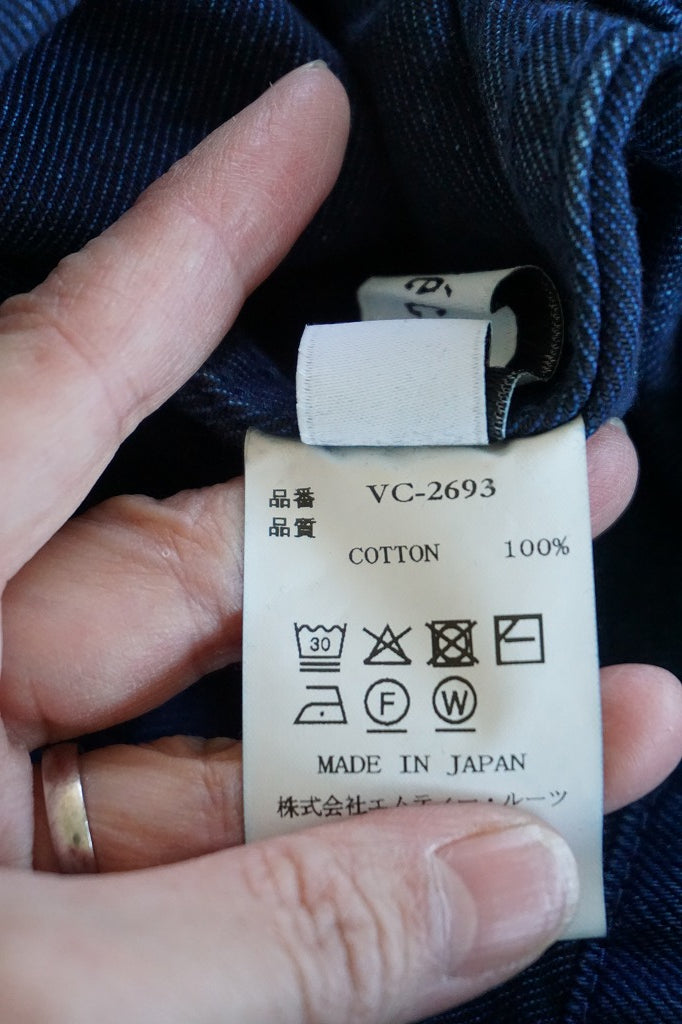 品番 VC-2693
品質
COTTON 100%
30
F W
MADE IN JAPAN
株式会社エムティー・ルーツ